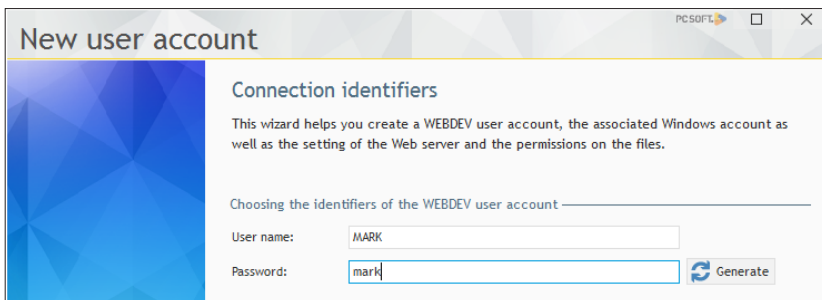 PCSOFT
New user account
Connection identifiers
This wizard helps you create a WEBDEV user account, the associated Windows account as
well as the setting of the Web server and the permissions on the files.
Choosing the identifiers of the WEBDEV user account
User name: MARK
Password: mark Generate